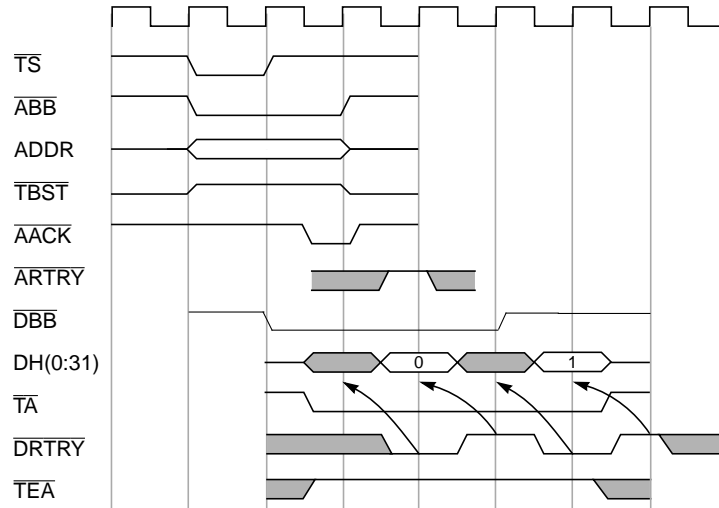 TS
ABB
ADDR
TBST
AACK
ARTRY
DBB
DH(0:31) 0 1
TA
DRTRY
TEA